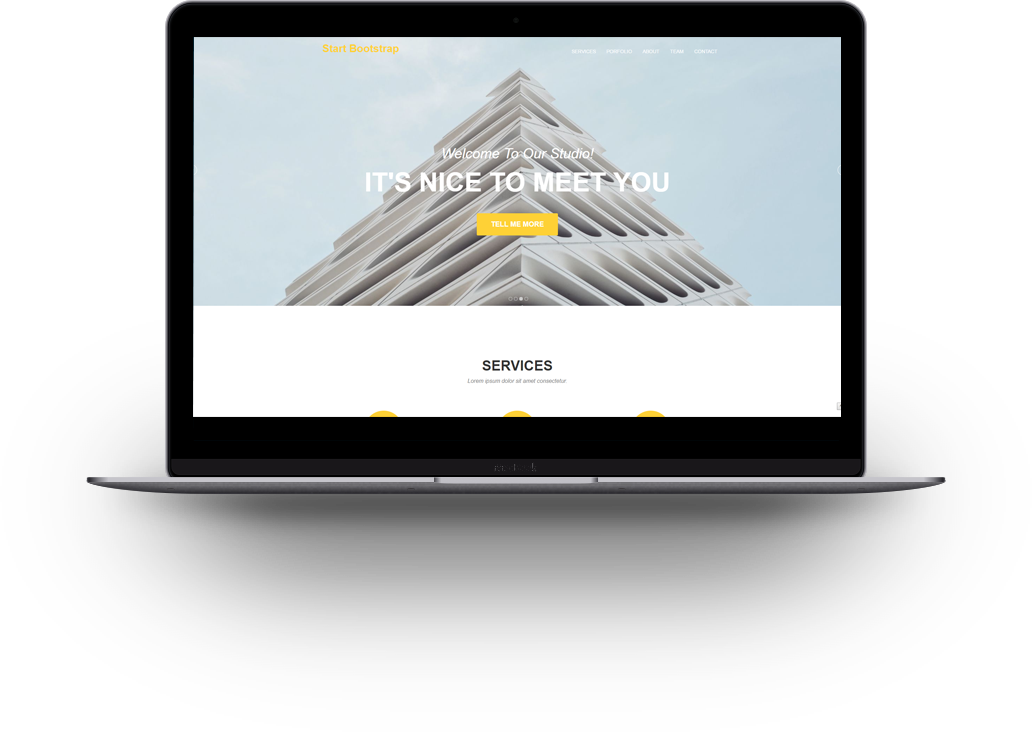 Start Bootstrap
SERVICES PORTFOLIO ABOUT TEAM CONTACT
Welcome To Our Studio!
IT'S NICE TO MEET YOU
TELL ME MORE
SERVICES
Lorem ipsum dolor sit amet consectetur.